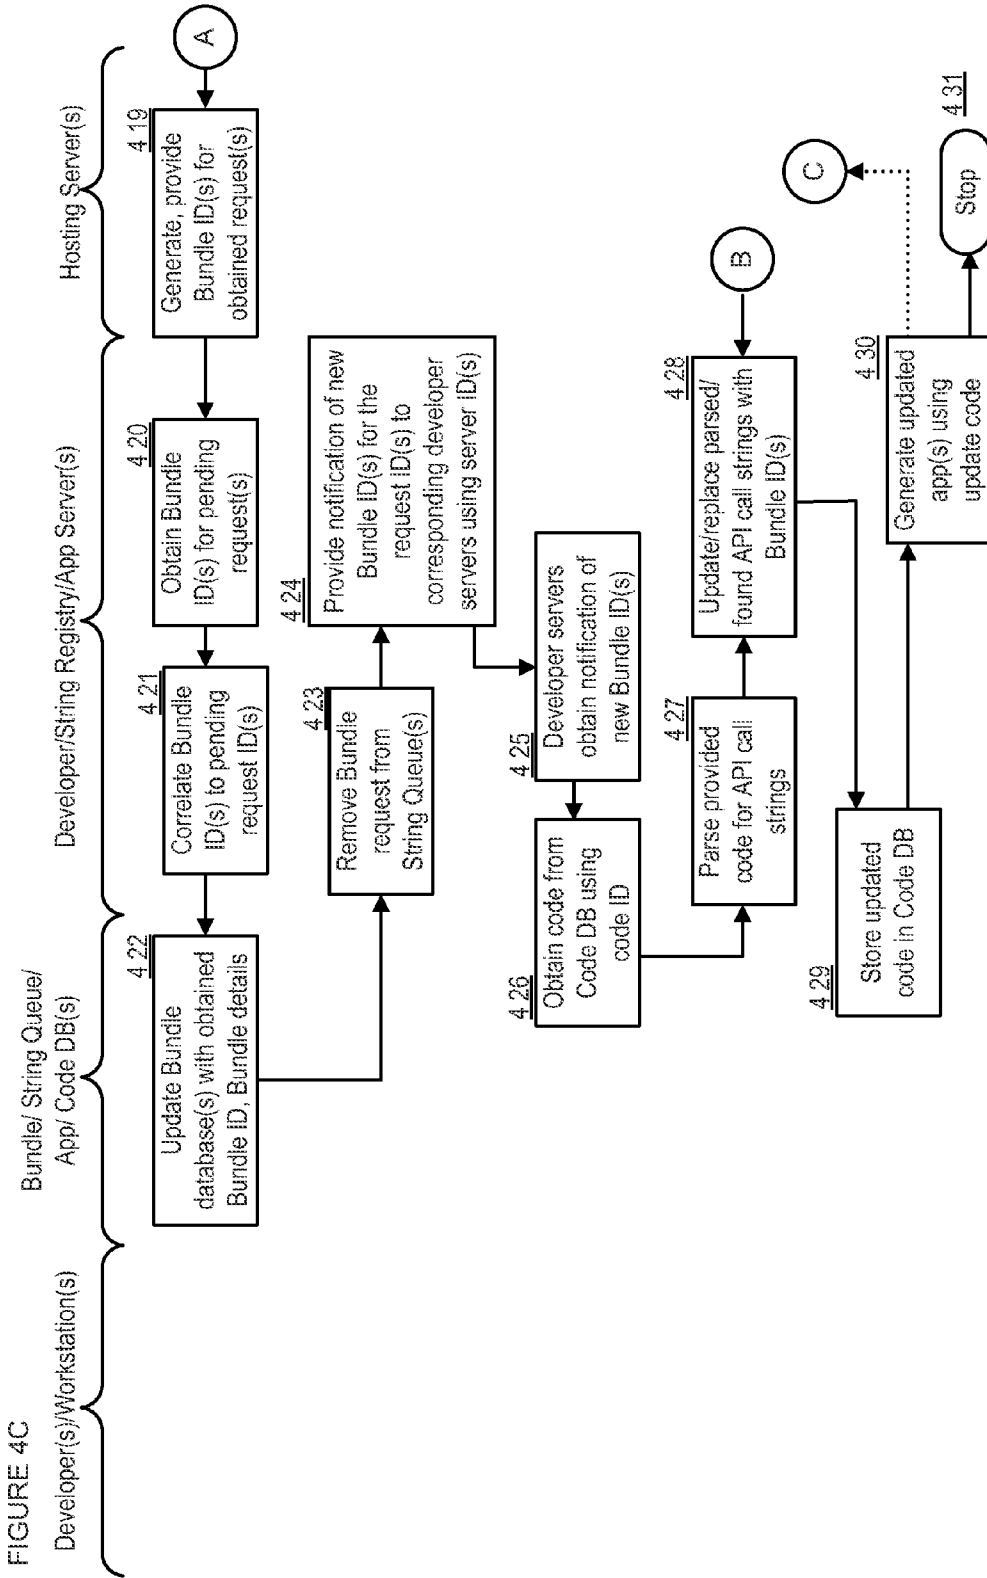 FIGURE 4C
Developer(s)/Workstation(s)
Bundle/ String Queue/
App/ Code DB(s)
Developer/String Registry/App Server(s)
Hosting Server(s)
A
4 19
Generate, provide
Bundle ID(s) for
obtained request(s)
4 20
Obtain Bundle
ID(s) for pending
request(s)
4 21
Correlate Bundle
ID(s) to pending
request ID(s)
4 22
Update Bundle
database(s) with obtained
Bundle ID, Bundle details
4 23
Remove Bundle
request from
String Queue(s)
4 24
Provide notification of new
Bundle ID(s) for the
request ID(s) to
corresponding developer
servers using server ID(s)
4 25
Developer servers
obtain notification of
new Bundle ID(s)
4 26
Obtain code from
Code DB using
code ID
4 27
Parse provided
code for API call
strings
4 28
Update/replace parsed/
found API call strings with
Bundle ID(s)
B
4 29
Store updated
code in Code DB
4 30
Generate updated
app(s) using
update code
C
4 31
Stop